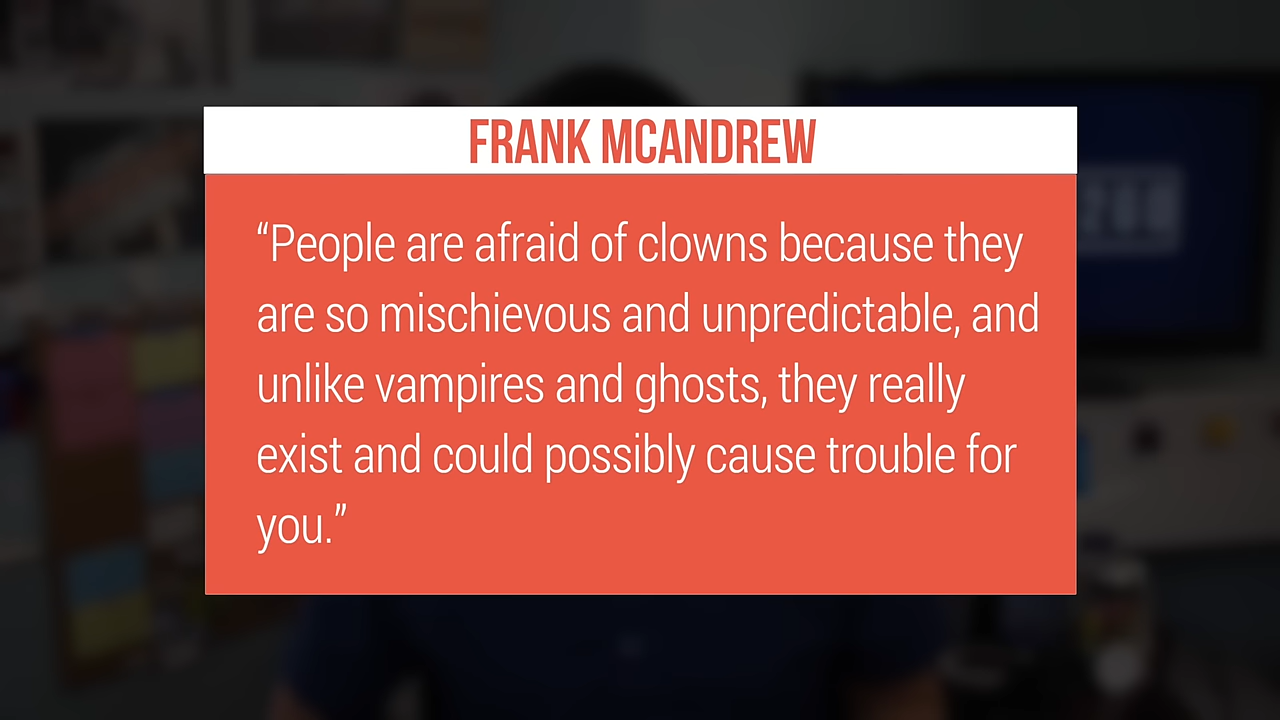 FRANK MCANDREW
“People are afraid of clowns because they
are so mischievous and unpredictable, and
unlike vampires and ghosts, they really
exist and could possibly cause trouble for
you.”